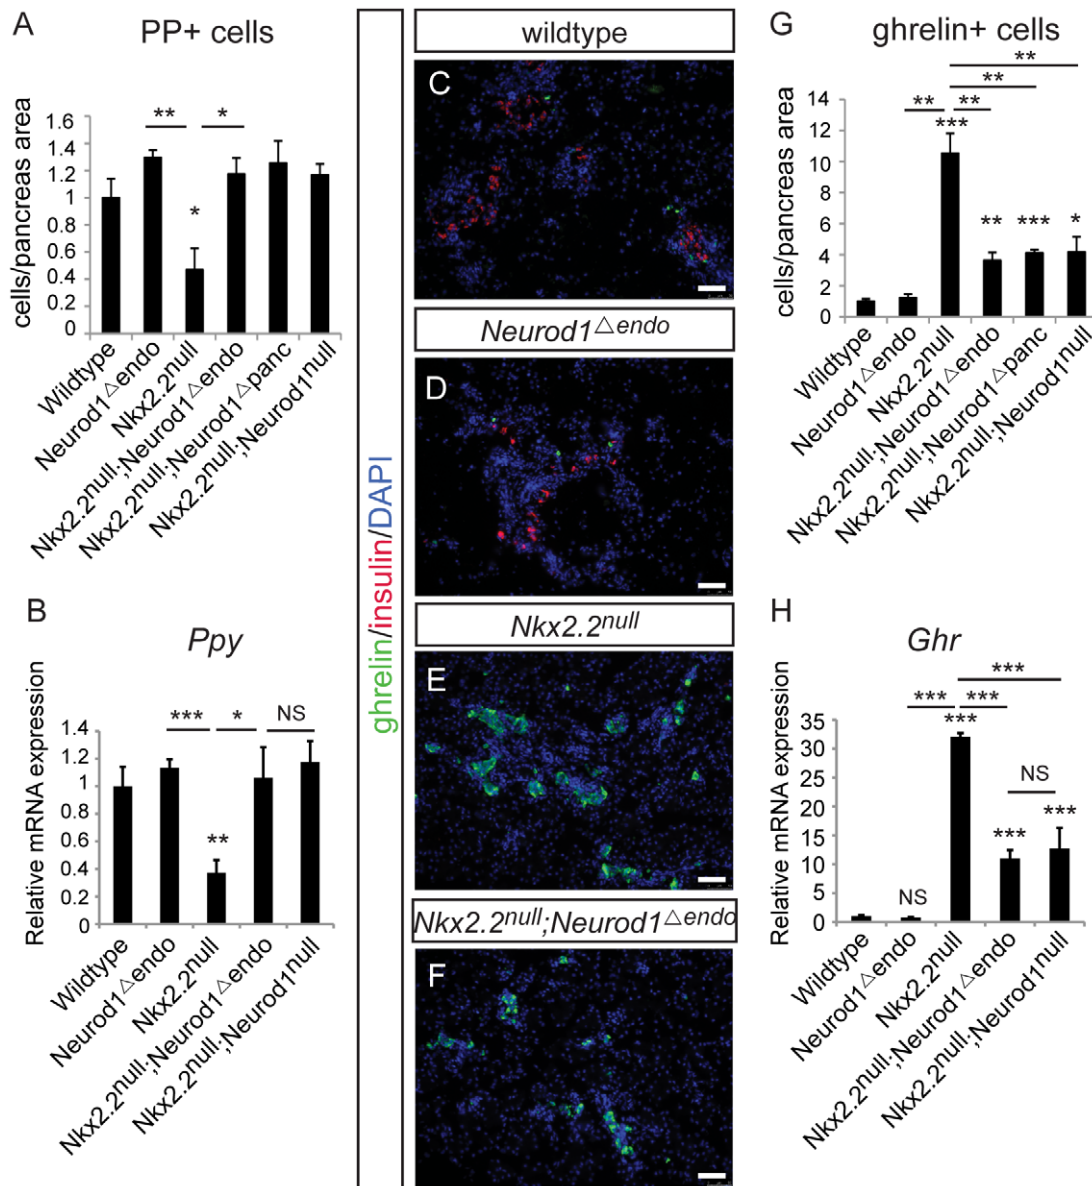 A
PP+ cells
cells/pancreas area
1.6
1.4
1.2
1
0.8
0.6
0.4
0.2
0
**
*
*
Wildtype
Neurod1△endo
Nkx2.2null
Nkx2.2null;Neurod1△endo
Nkx2.2null;Neurod1△panc
Nkx2.2null;Neurod1null
B
Ppy
Relative mRNA expression
1.4
1.2
1
0.8
0.6
0.4
0.2
0
***
*
NS
**
Wildtype
Neurod1△endo
Nkx2.2null
Nkx2.2null;Neurod1△endo
Nkx2.2null;Neurod1null
ghrelin/insulin/DAPI
wildtype
C
Neurod1△endo
D
Nkx2.2null
E
Nkx2.2null;Neurod1△endo
F
G
ghrelin+ cells
cells/pancreas area
14
12
10
8
6
4
2
0
**
**
**
**
***
**
***
*
Wildtype
Neurod1△endo
Nkx2.2null
Nkx2.2null;Neurod1△endo
Nkx2.2null;Neurod1△panc
Nkx2.2null;Neurod1null
H
Ghr
Relative mRNA expression
35
30
25
20
15
10
5
0
***
***
***
***
NS
NS
***
***
Wildtype
Neurod1△endo
Nkx2.2null
Nkx2.2null;Neurod1△endo
Nkx2.2null;Neurod1null